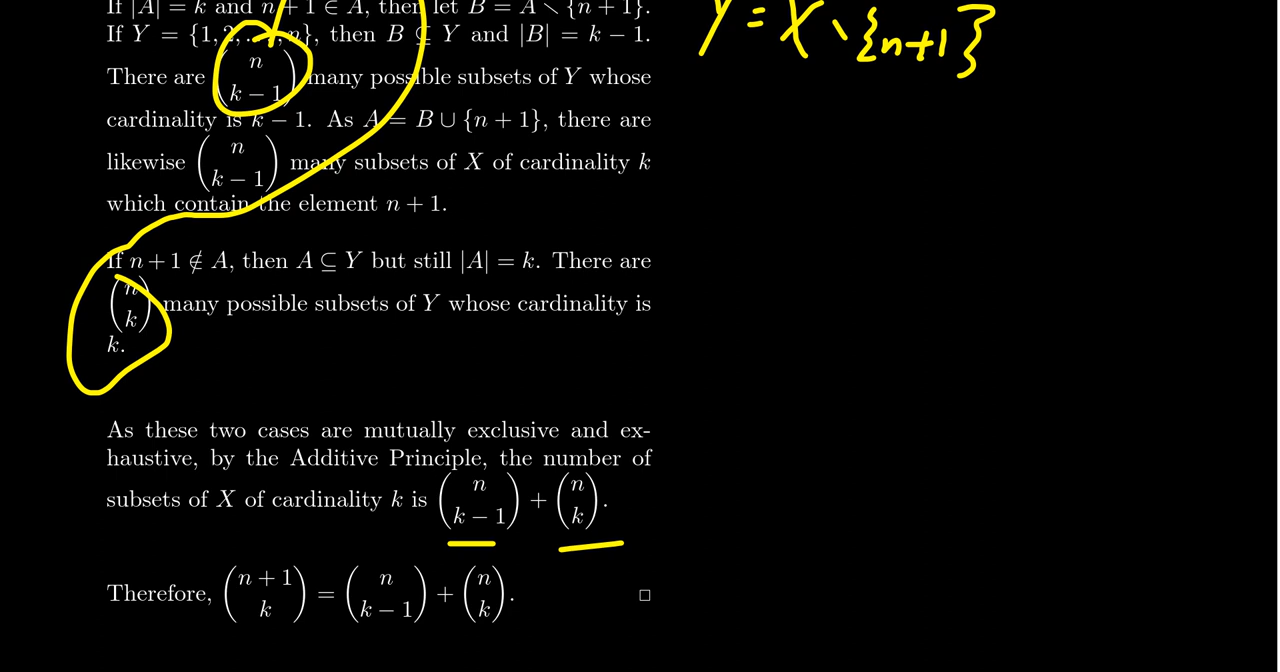 If |A| = k and n + 1 ∈ A, then let B = A ∖ {n + 1}.
If Y = {1, 2, ..., n}, then B ⊆ Y and |B| = k − 1.
There are (n choose k − 1) many possible subsets of Y whose
cardinality is k − 1. As A = B ∪ {n + 1}, there are
likewise (n choose k − 1) many subsets of X of cardinality k
which contain the element n + 1.
If n + 1 ∉ A, then A ⊆ Y but still |A| = k. There are
(n choose k) many possible subsets of Y whose cardinality is
k.
As these two cases are mutually exclusive and ex-
haustive, by the Additive Principle, the number of
subsets of X of cardinality k is (n choose k − 1) + (n choose k).
Therefore, (n + 1 choose k) = (n choose k − 1) + (n choose k). □
Y = X ∖ {n+1}